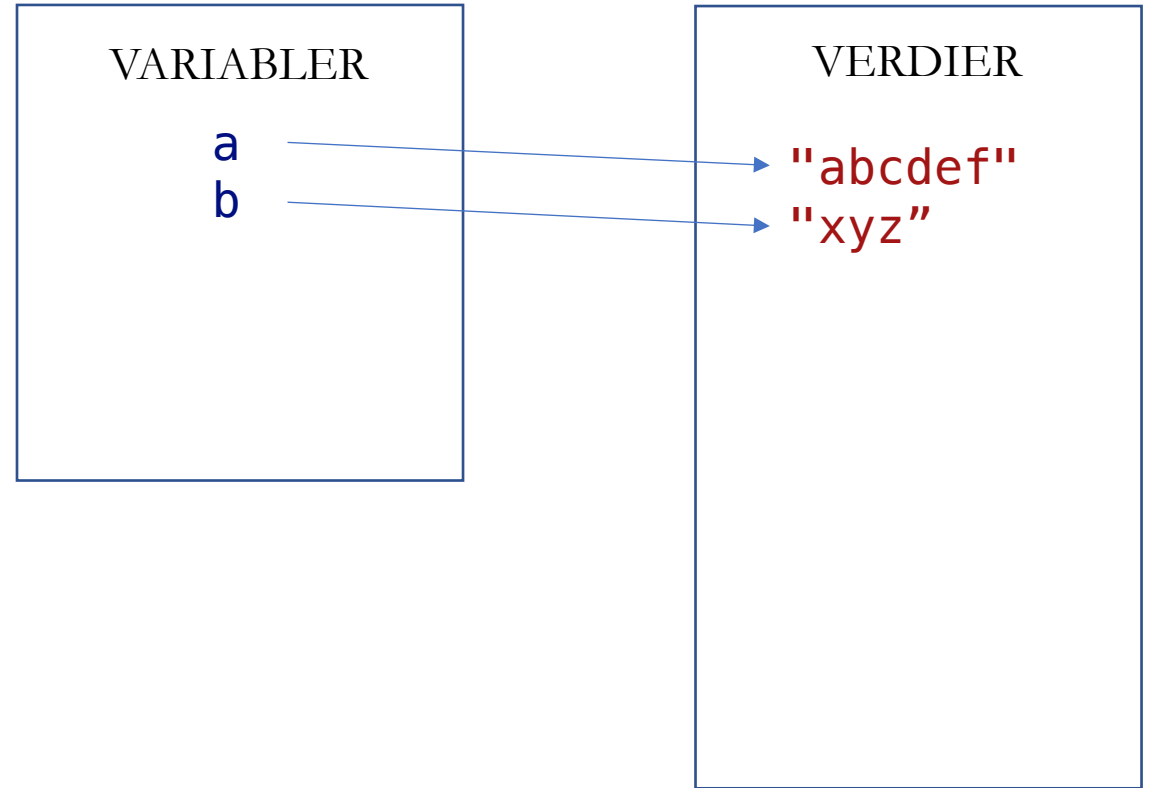 VARIABLER
a
b
VERDIER
"abcdef"
"xyz”